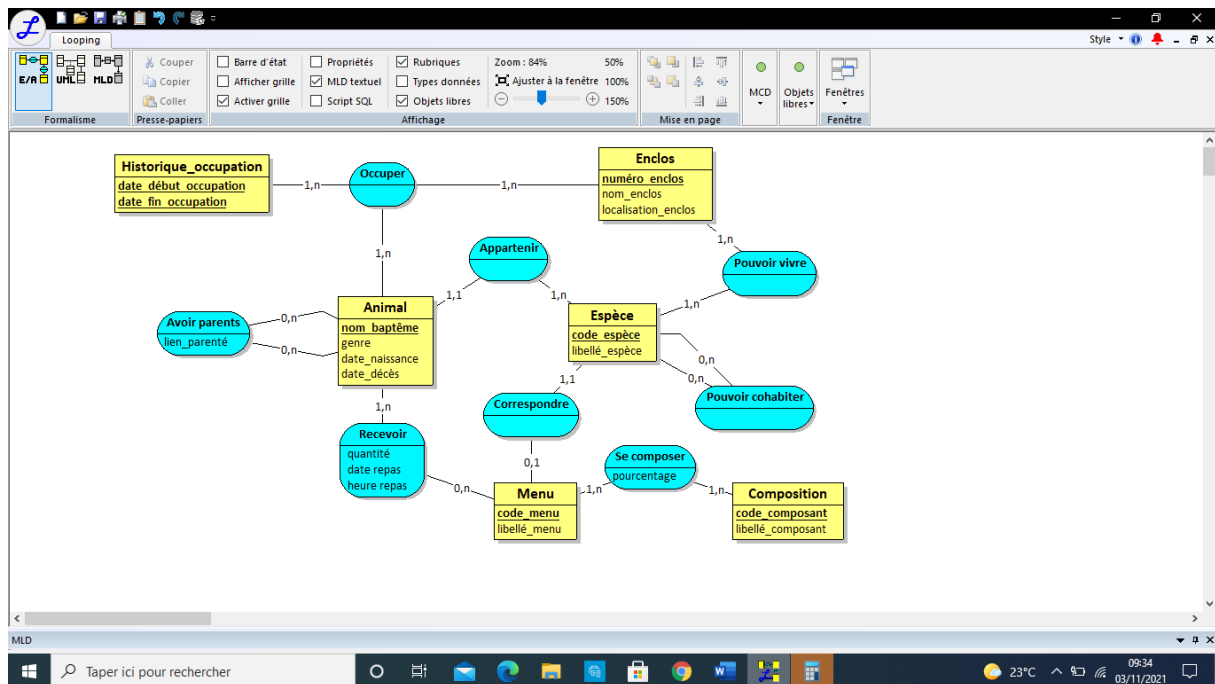 Looping
Style
Couper
Copier
Coller
Barre d'état
Afficher grille
Activer grille
Propriétés
MLD textuel
Script SQL
Rubriques
Types données
Objets libres
Zoom : 84%
50%
Ajuster à la fenêtre
100%
150%
E/A
UML
MLD
MCD
Objets
libres
Fenêtres
Formalisme
Presse-papiers
Affichage
Mise en page
Fenêtre
Historique_occupation
date_début_occupation
date_fin_occupation
1,n
Occuper
1,n
Enclos
numéro_enclos
nom_enclos
localisation_enclos
1,n
1,n
Pouvoir vivre
1,n
Appartenir
1,1
1,n
Animal
nom_baptême
genre
date_naissance
date_décès
Avoir parents
lien_parenté
0,n
0,n
Espèce
code_espèce
libellé_espèce
0,n
0,n
Pouvoir cohabiter
1,1
Correspondre
0,1
1,n
Recevoir
quantité
date repas
heure repas
0,n
Menu
code_menu
libellé_menu
1,n
Se composer
pourcentage
1,n
Composition
code_composant
libellé_composant
MLD
Taper ici pour rechercher
23°C
09:34
03/11/2021